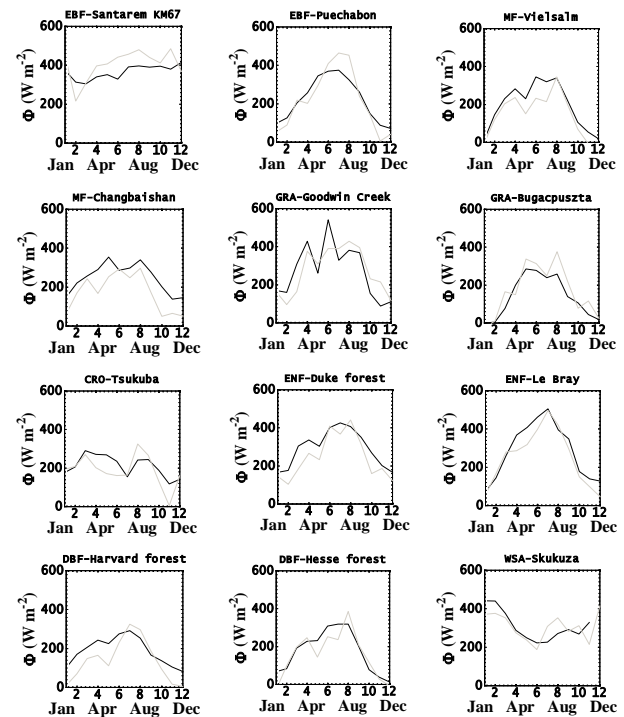 EBF-Santarem KM67
EBF-Puechabon
MF-Vielsalm
Φ (W m-2)
600
400
200
0
2 4 6 8 10 12
Jan Apr Aug Dec
Φ (W m-2)
600
400
200
0
2 4 6 8 10 12
Jan Apr Aug Dec
Φ (W m-2)
600
400
200
0
2 4 6 8 10 12
Jan Apr Aug Dec
MF-Changbaishan
GRA-Goodwin Creek
GRA-Bugacpuszta
Φ (W m-2)
600
400
200
0
2 4 6 8 10 12
Jan Apr Aug Dec
Φ (W m-2)
600
400
200
0
2 4 6 8 10 12
Jan Apr Aug Dec
Φ (W m-2)
600
400
200
0
2 4 6 8 10 12
Jan Apr Aug Dec
CRO-Tsukuba
ENF-Duke forest
ENF-Le Bray
Φ (W m-2)
600
400
200
0
2 4 6 8 10 12
Jan Apr Aug Dec
Φ (W m-2)
600
400
200
0
2 4 6 8 10 12
Jan Apr Aug Dec
Φ (W m-2)
600
400
200
0
2 4 6 8 10 12
Jan Apr Aug Dec
DBF-Harvard forest
DBF-Hesse forest
WSA-Skukuza
Φ (W m-2)
600
400
200
0
2 4 6 8 10 12
Jan Apr Aug Dec
Φ (W m-2)
600
400
200
0
2 4 6 8 10 12
Jan Apr Aug Dec
Φ (W m-2)
600
400
200
0
2 4 6 8 10 12
Jan Apr Aug Dec